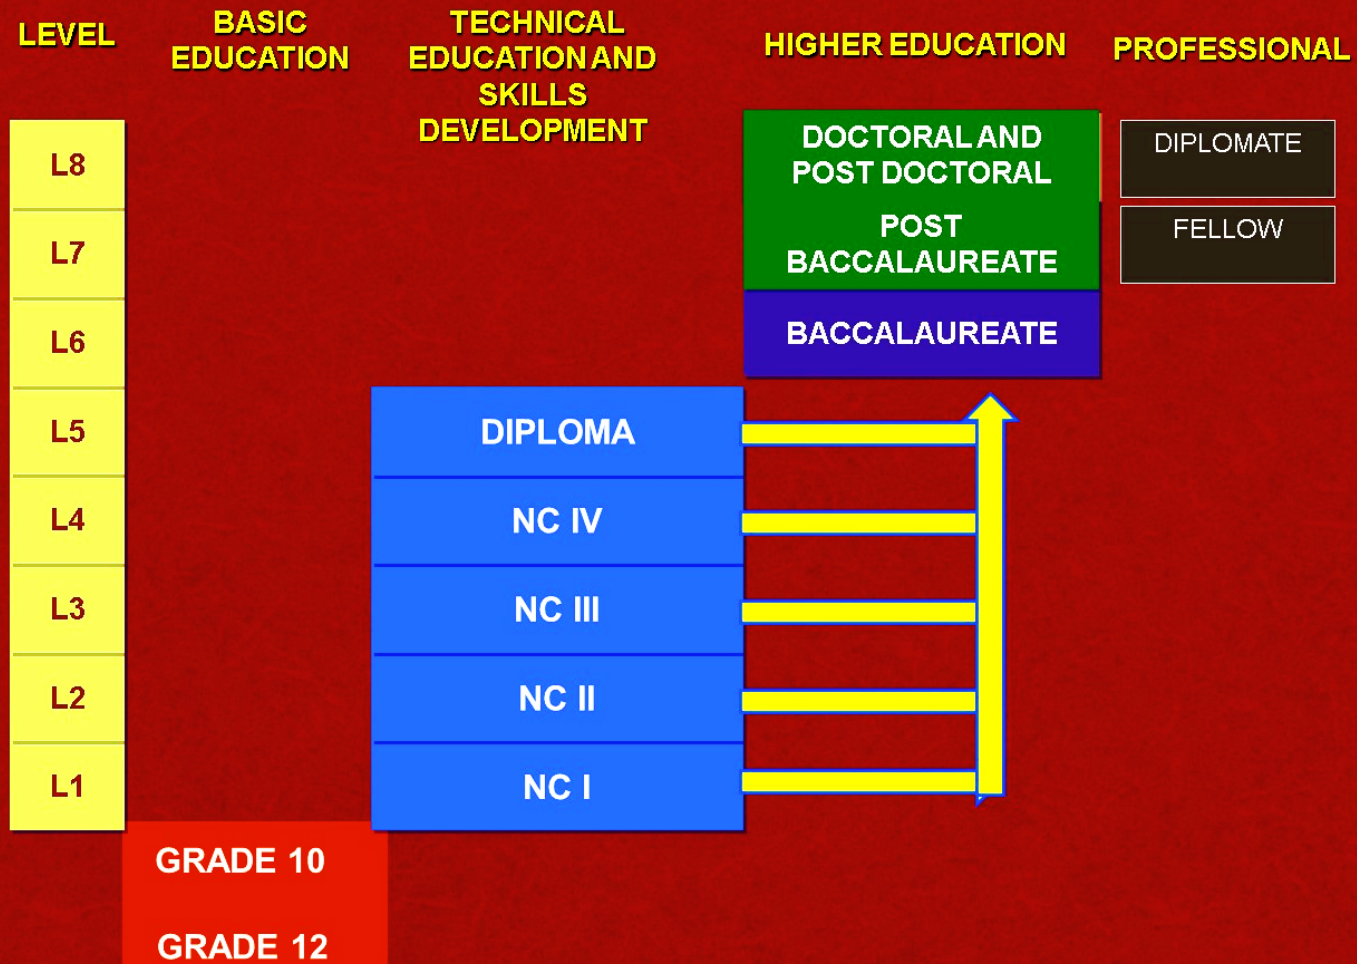 LEVEL
BASIC
EDUCATION
TECHNICAL
EDUCATION AND
SKILLS
DEVELOPMENT
HIGHER EDUCATION
PROFESSIONAL
L8
DOCTORAL AND
POST DOCTORAL
DIPLOMATE
L7
POST
BACCALAUREATE
FELLOW
L6
BACCALAUREATE
L5
DIPLOMA
L4
NC IV
L3
NC III
L2
NC II
L1
NC I
GRADE 10
GRADE 12